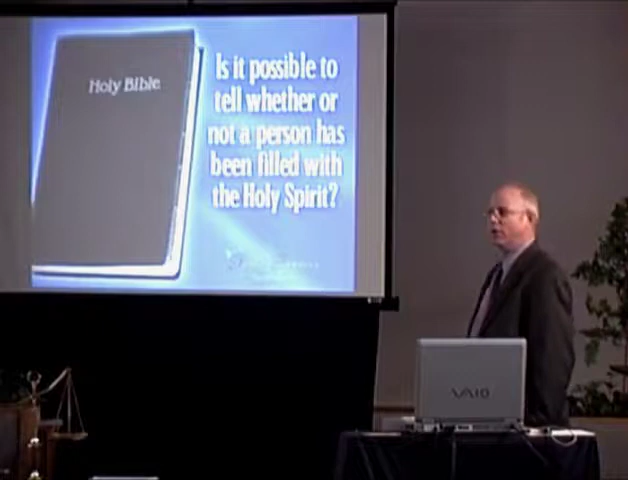 Holy Bible
Is it possible to
tell whether or
not a person has
been filled with
the Holy Spirit?
VAIO